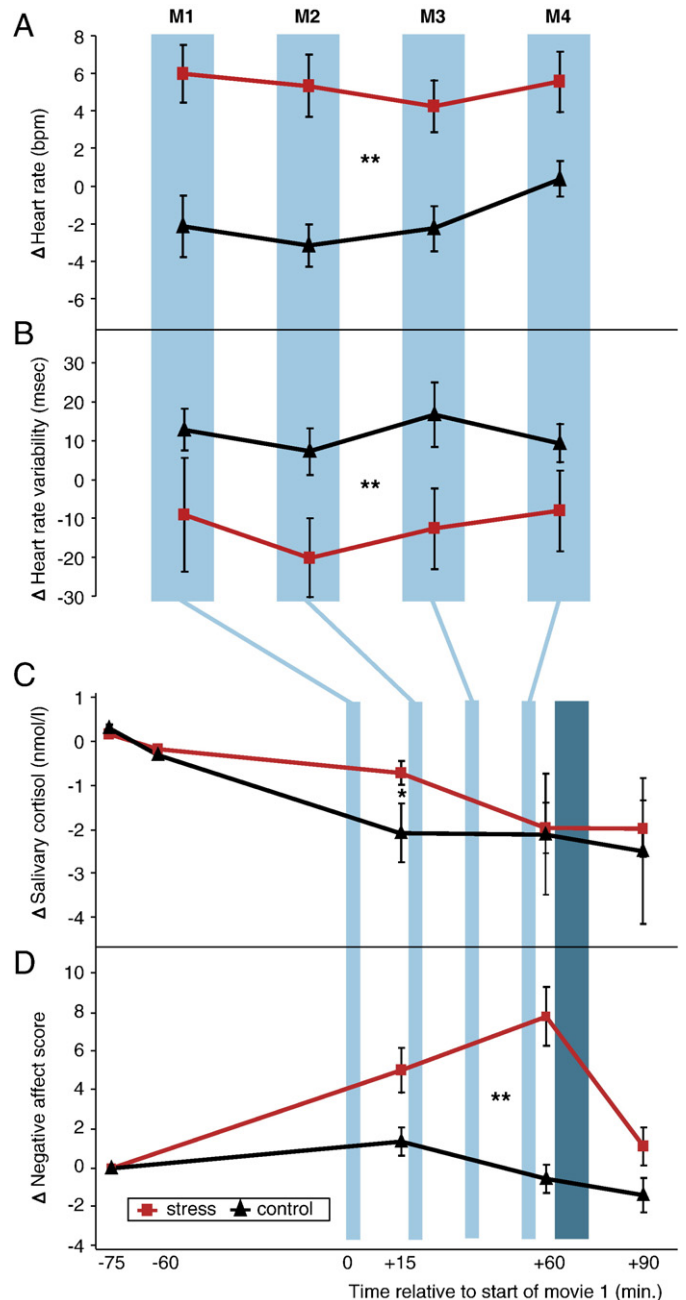 M1 M2 M3 M4
A
8
6
4
2
0
-2
-4
-6
Δ Heart rate (bpm)
**
B
30
20
10
0
-10
-20
-30
Δ Heart rate variability (msec)
**
C
1
0
-1
-2
-3
-4
Δ Salivary cortisol (nmol/l)
*
D
10
8
6
4
2
0
-2
-4
Δ Negative affect score
**
stress control
-75 -60 0 +15 +60 +90
Time relative to start of movie 1 (min.)